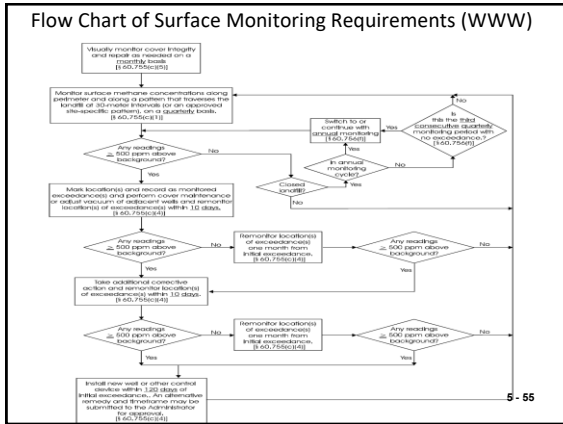 Flow Chart of Surface Monitoring Requirements (WWW)
Visually monitor cover integrity
and repair as needed on a
monthly basis
[§ 60.755(c)(5)]
Monitor surface methane concentrations along
perimeter and along a pattern that traverses the
landfill at 30-meter intervals (or an approved
site-specific pattern), on a quarterly basis.
[§ 60.755(c)(1)]
Any readings
≥ 500 ppm above
background?
No
Yes
Closed
landfill?
Yes
No
In annual
monitoring
cycle?
Yes
No
Switch to or
continue with
annual monitoring
[§ 60.756(f)]
Yes
Is
this the third
consecutive quarterly
monitoring period with
no exceedance?
[§60.756(f)]
No
Mark location(s) and record as monitored
exceedance(s) and perform cover maintenance
or adjust vacuum of adjacent wells and remonitor
location(s) of exceedance(s) within 10 days.
[§ 60.755(c)(4)]
Any readings
≥ 500 ppm above
background?
No
Yes
Remonitor location(s)
of exceedance(s)
one month from
initial exceedance.
[§ 60.755(c)(4)]
Any readings
≥ 500 ppm above
background?
No
Yes
Take additional corrective
action and remonitor location(s)
of exceedance(s) within 10 days.
[§ 60.755(c)(4)]
Any readings
≥ 500 ppm above
background?
No
Yes
Remonitor location(s)
of exceedance(s)
one month from
initial exceedance.
[§ 60.755(c)(4)]
Any readings
≥ 500 ppm above
background?
No
Yes
Install new well or other control
device within 120 days of
initial exceedance.. An alternative
remedy and timeframe may be
submitted to the Administrator
for approval.
[§ 60.755(c)(4)]
5 - 55